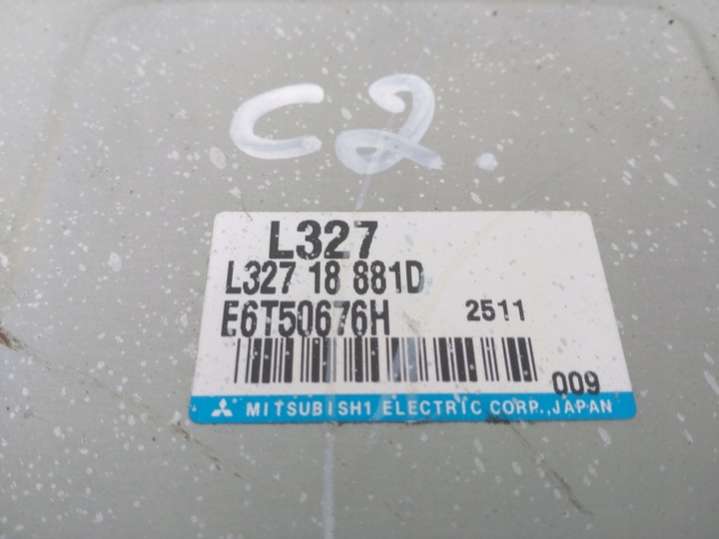 C2.
L327
L327 18 881D
E6T50676H 2511
009
MITSUBISHI ELECTRIC CORP., JAPAN